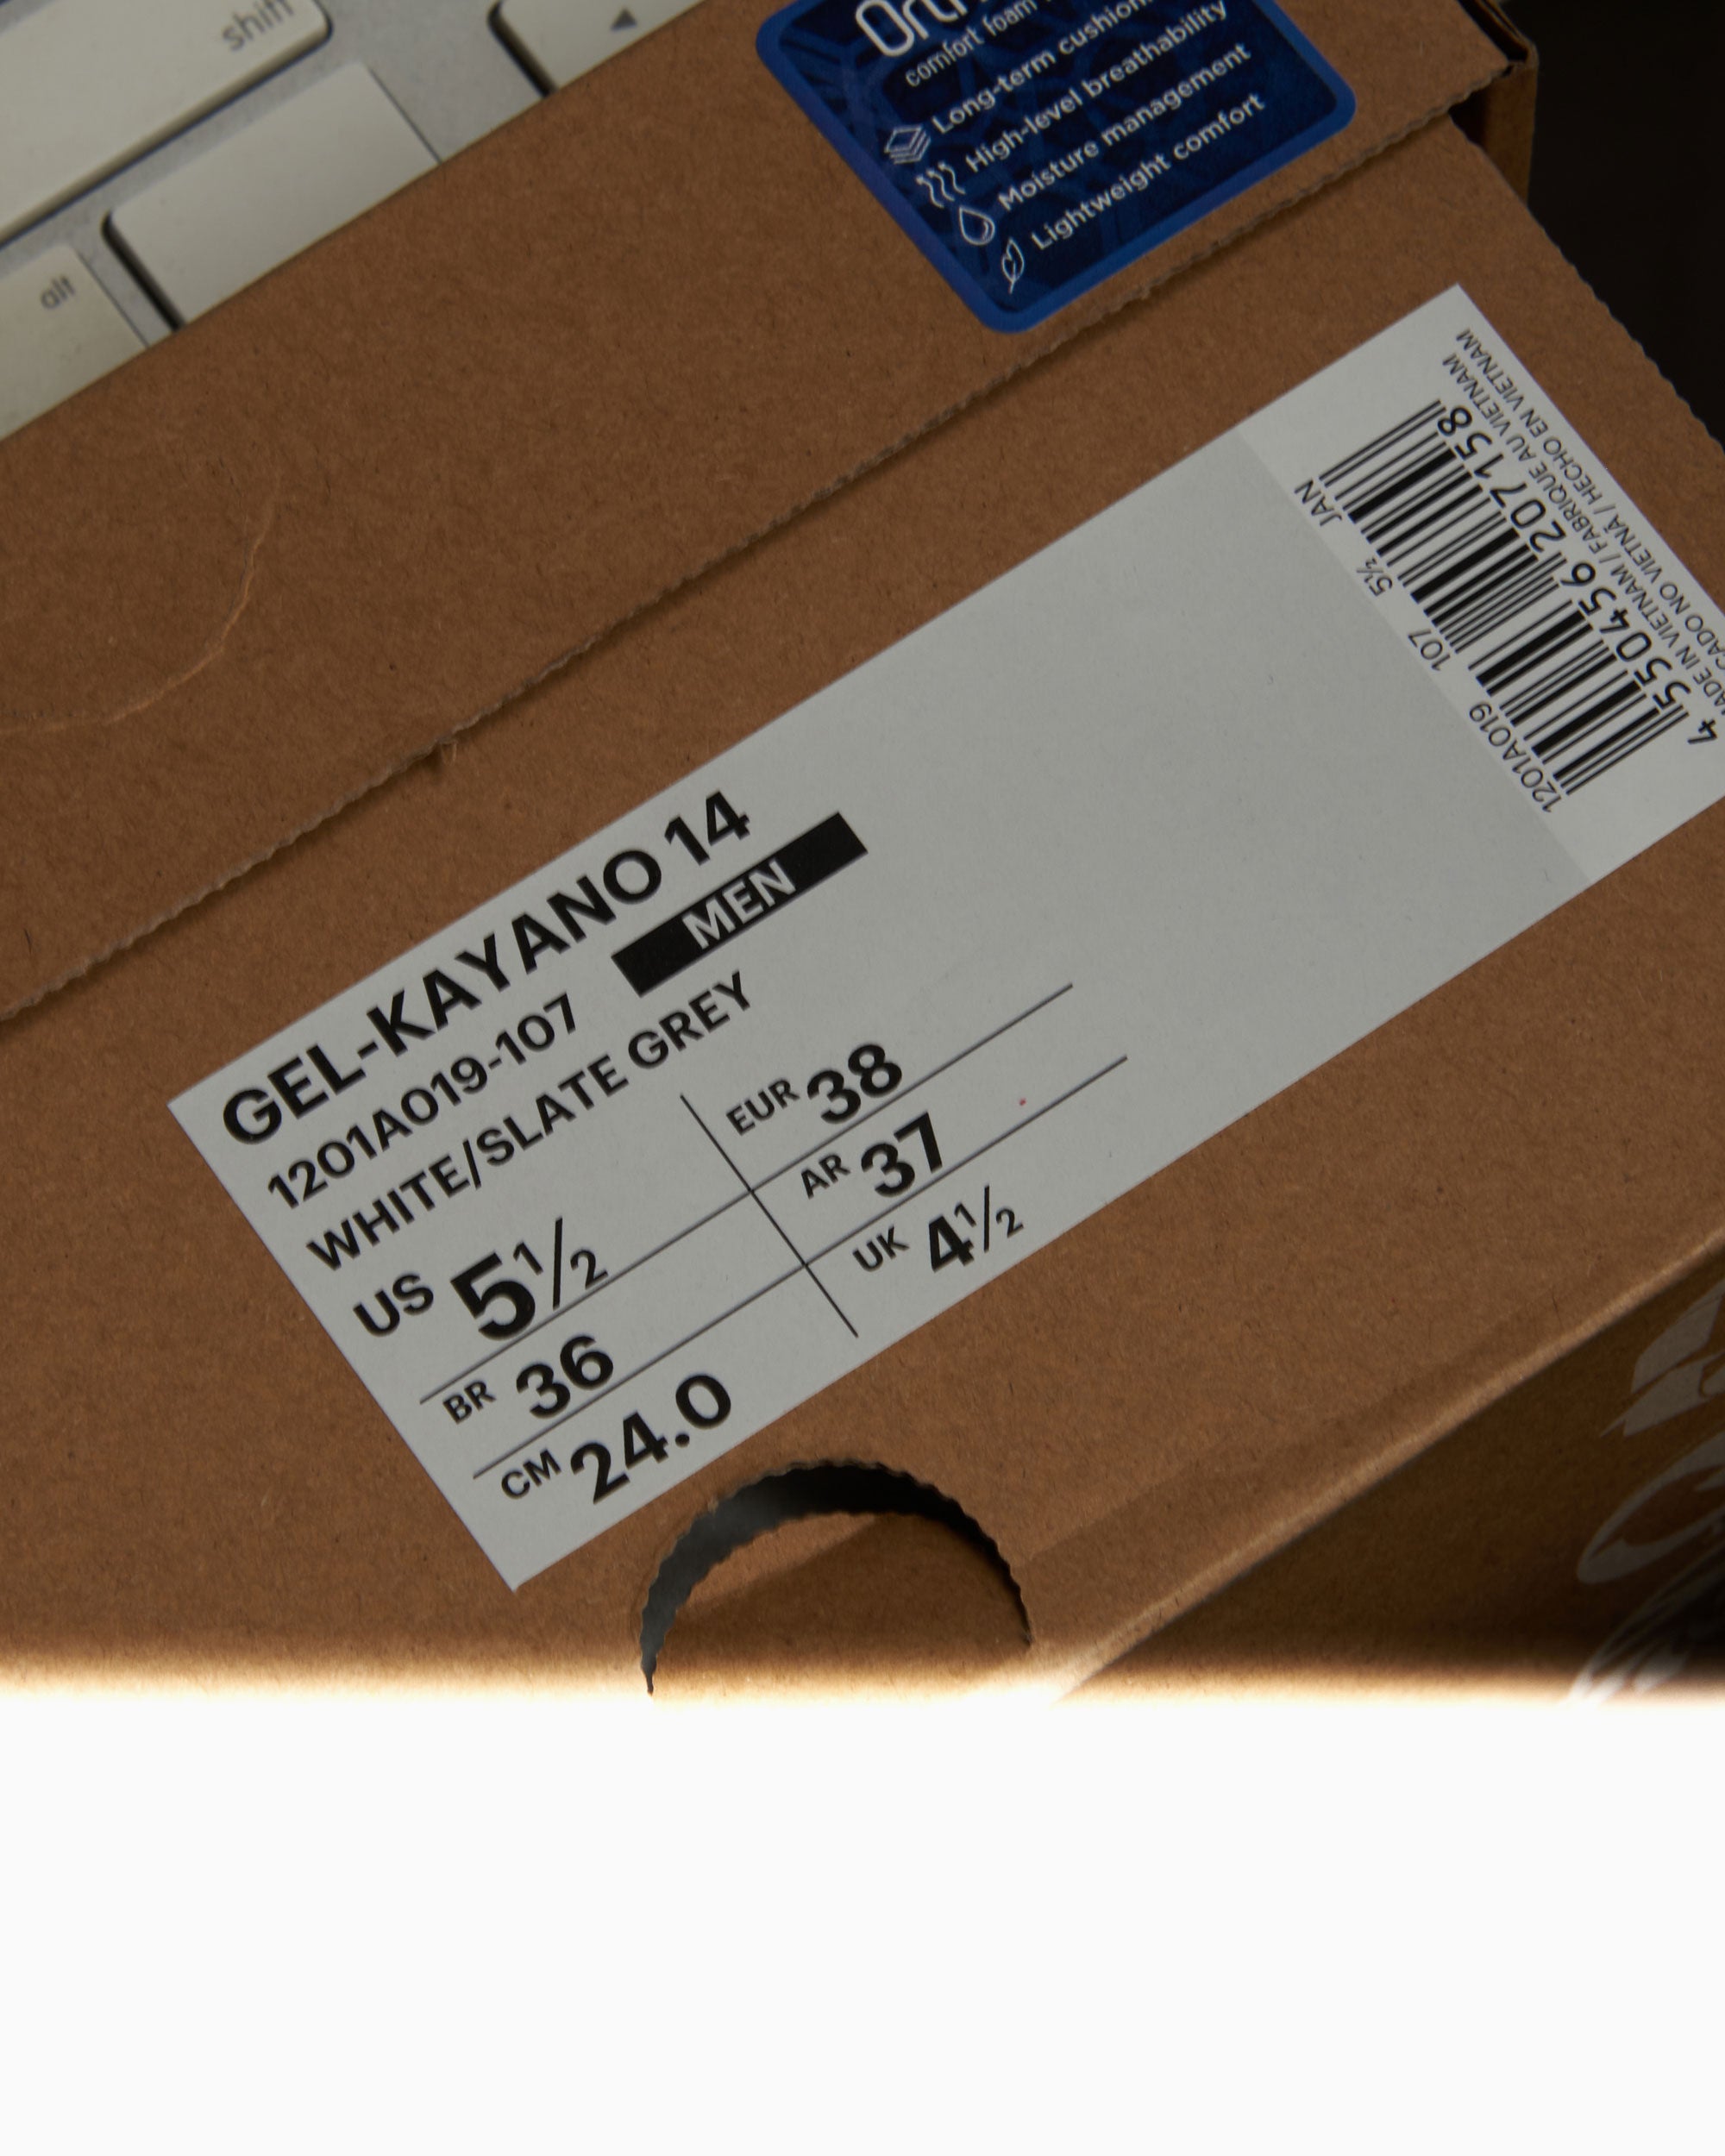 shift
alt
comfort foam
Long-term
High-level breathability
Moisture management
Lightweight comfort
GEL-KAYANO 14
1201A019-107 MEN
WHITE/SLATE GREY
US 5½
EUR 38
BR 36
AR 37
CM 24.0
UK 4½
1201A019 107 5½ JAN
4 550456 207158
IN VIETNAM / FABRIQUE AU VIETNAM
NO VIETNÃ / HECHO EN VIETNAM